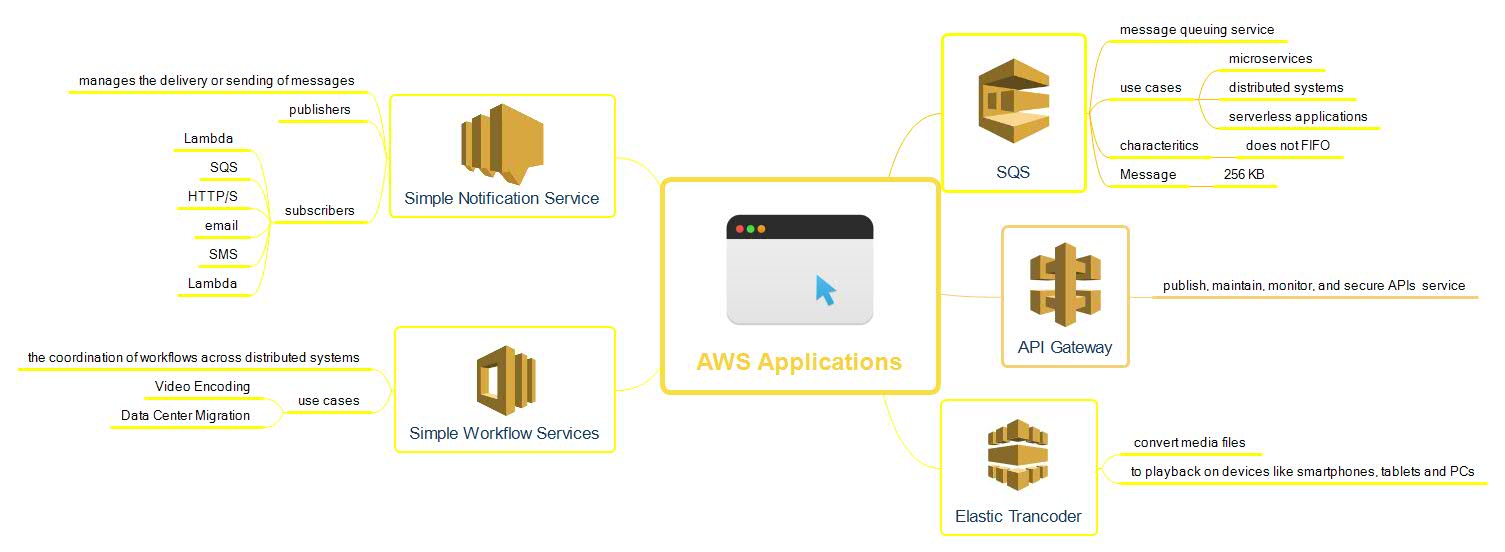 AWS Applications
Simple Notification Service
manages the delivery or sending of messages
publishers
subscribers
Lambda
SQS
HTTP/S
email
SMS
Lambda
Simple Workflow Services
the coordination of workflows across distributed systems
use cases
Video Encoding
Data Center Migration
SQS
message queuing service
use cases
microservices
distributed systems
serverless applications
characteritics
does not FIFO
Message
256 KB
API Gateway
publish, maintain, monitor, and secure APIs service
Elastic Trancoder
convert media files
to playback on devices like smartphones, tablets and PCs